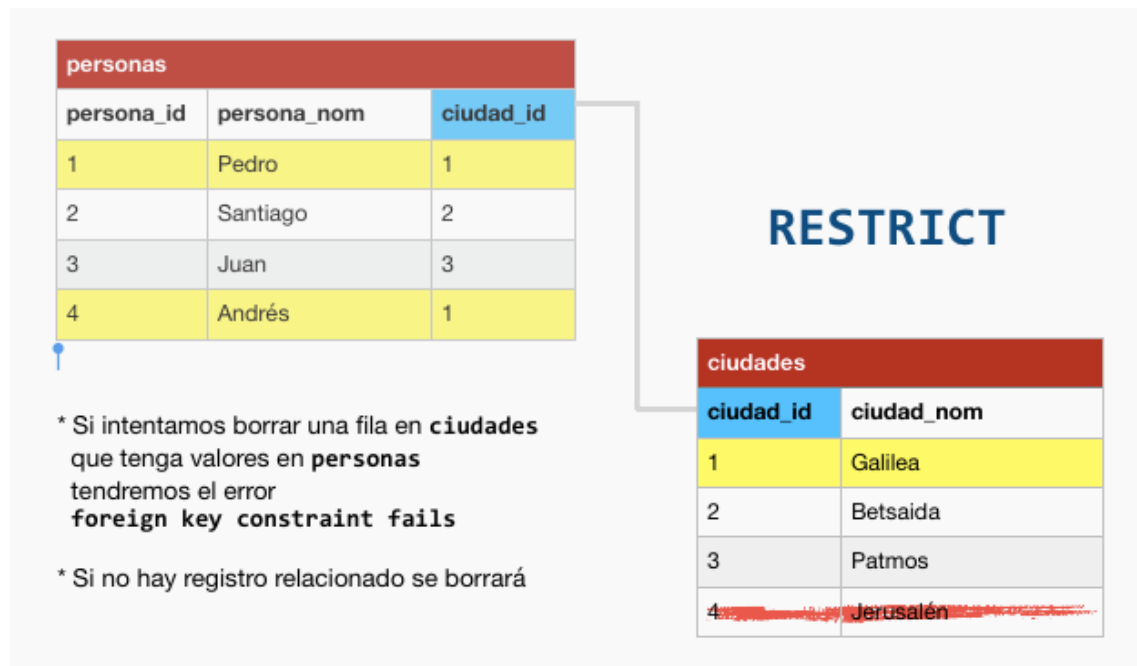 personas
persona_id persona_nom ciudad_id
1 Pedro 1
2 Santiago 2
3 Juan 3
4 Andrés 1
RESTRICT
* Si intentamos borrar una fila en ciudades
que tenga valores en personas
tendremos el error
foreign key constraint fails
* Si no hay registro relacionado se borrará
ciudades
ciudad_id ciudad_nom
1 Galilea
2 Betsaida
3 Patmos
4 Jerusalén